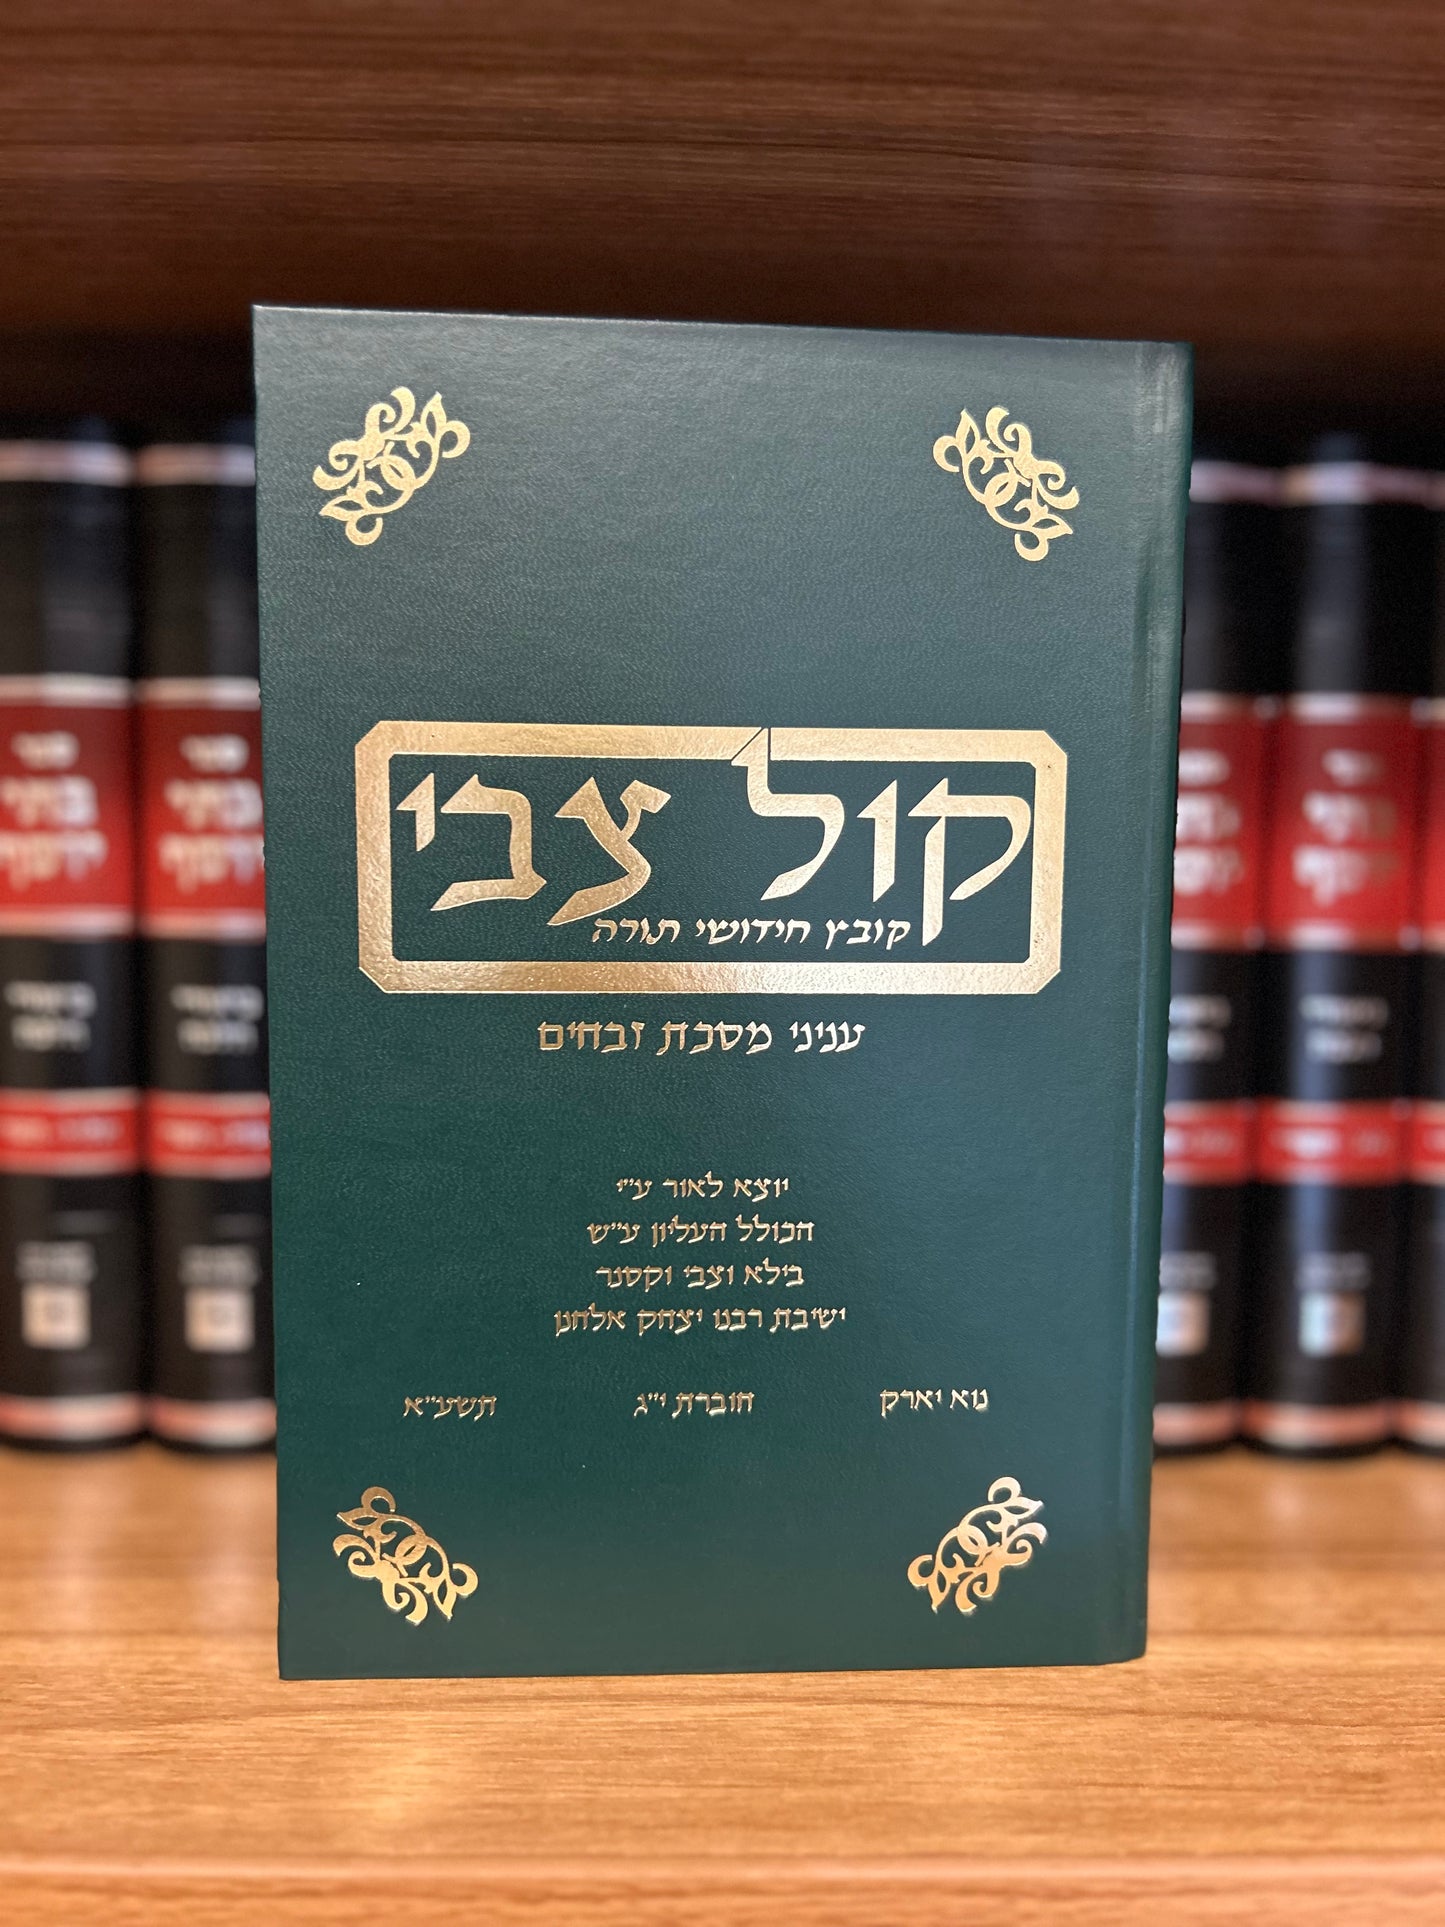 קול צבי
קובץ חידושי תורה
עניני מסכת זבחים
יוצא לאור ע״י
הכולל העליון ע״ש
בילא וצבי וקסנר
ישיבת רבנו יצחק אלחנן
נוא יארק חוברת י״ג תשע״א